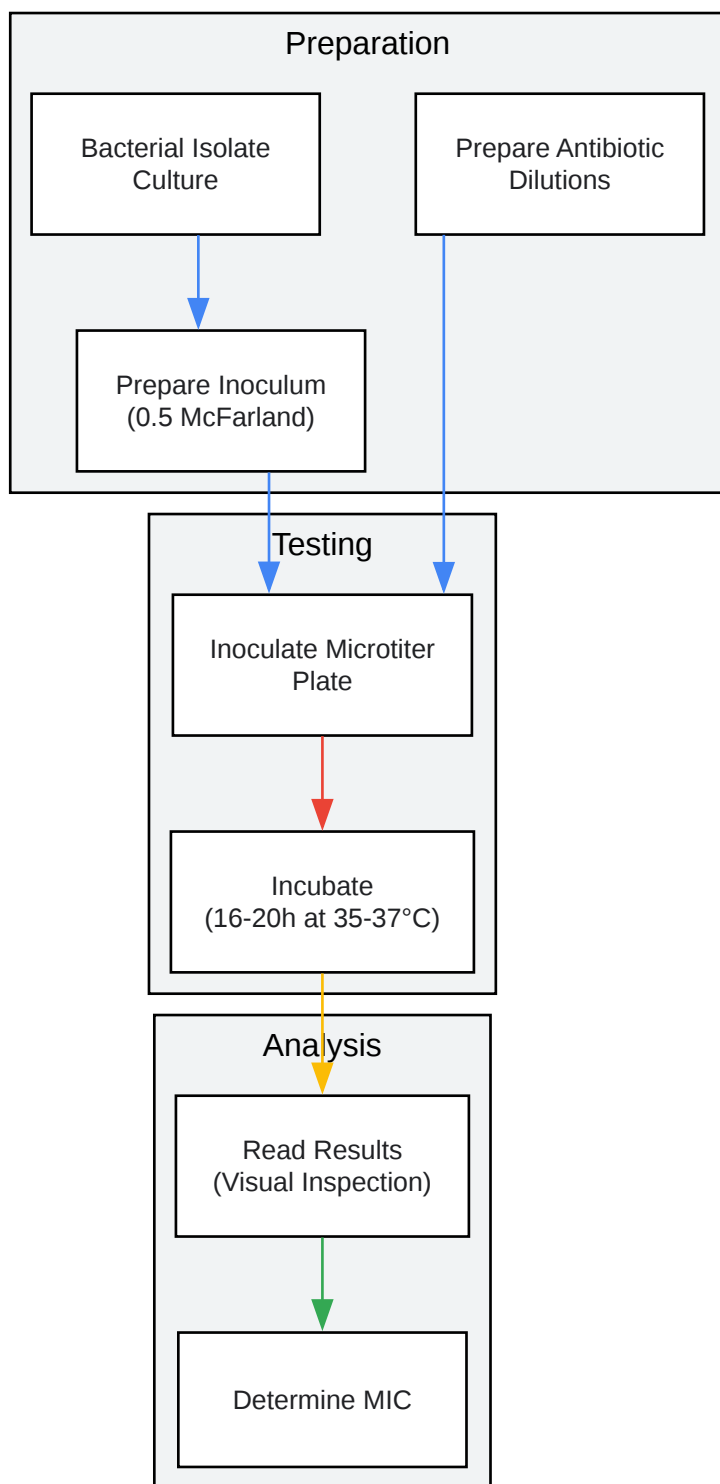 Preparation
Bacterial Isolate
Culture
Prepare Antibiotic
Dilutions
Prepare Inoculum
(0.5 McFarland)
Testing
Inoculate Microtiter
Plate
Incubate
(16-20h at 35-37°C)
Analysis
Read Results
(Visual Inspection)
Determine MIC